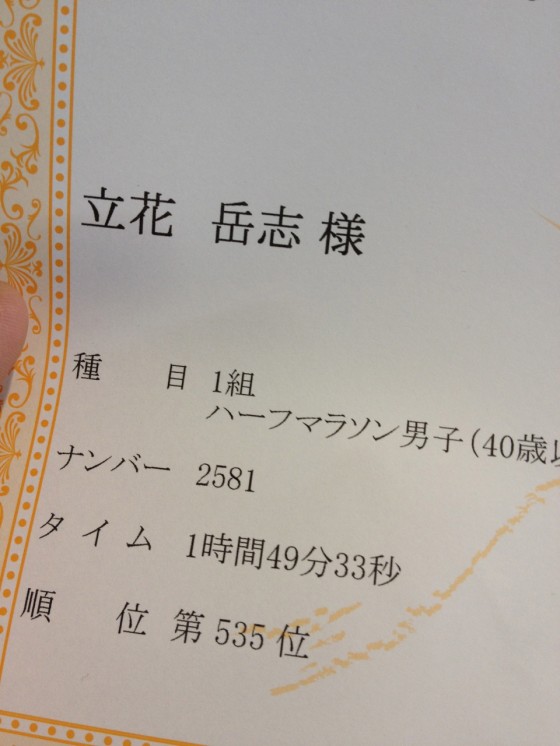 立花 岳志 様
種 目 1組
ハーフマラソン男子(40歳以
ナンバー 2581
タイム 1時間49分33秒
順 位 第535位